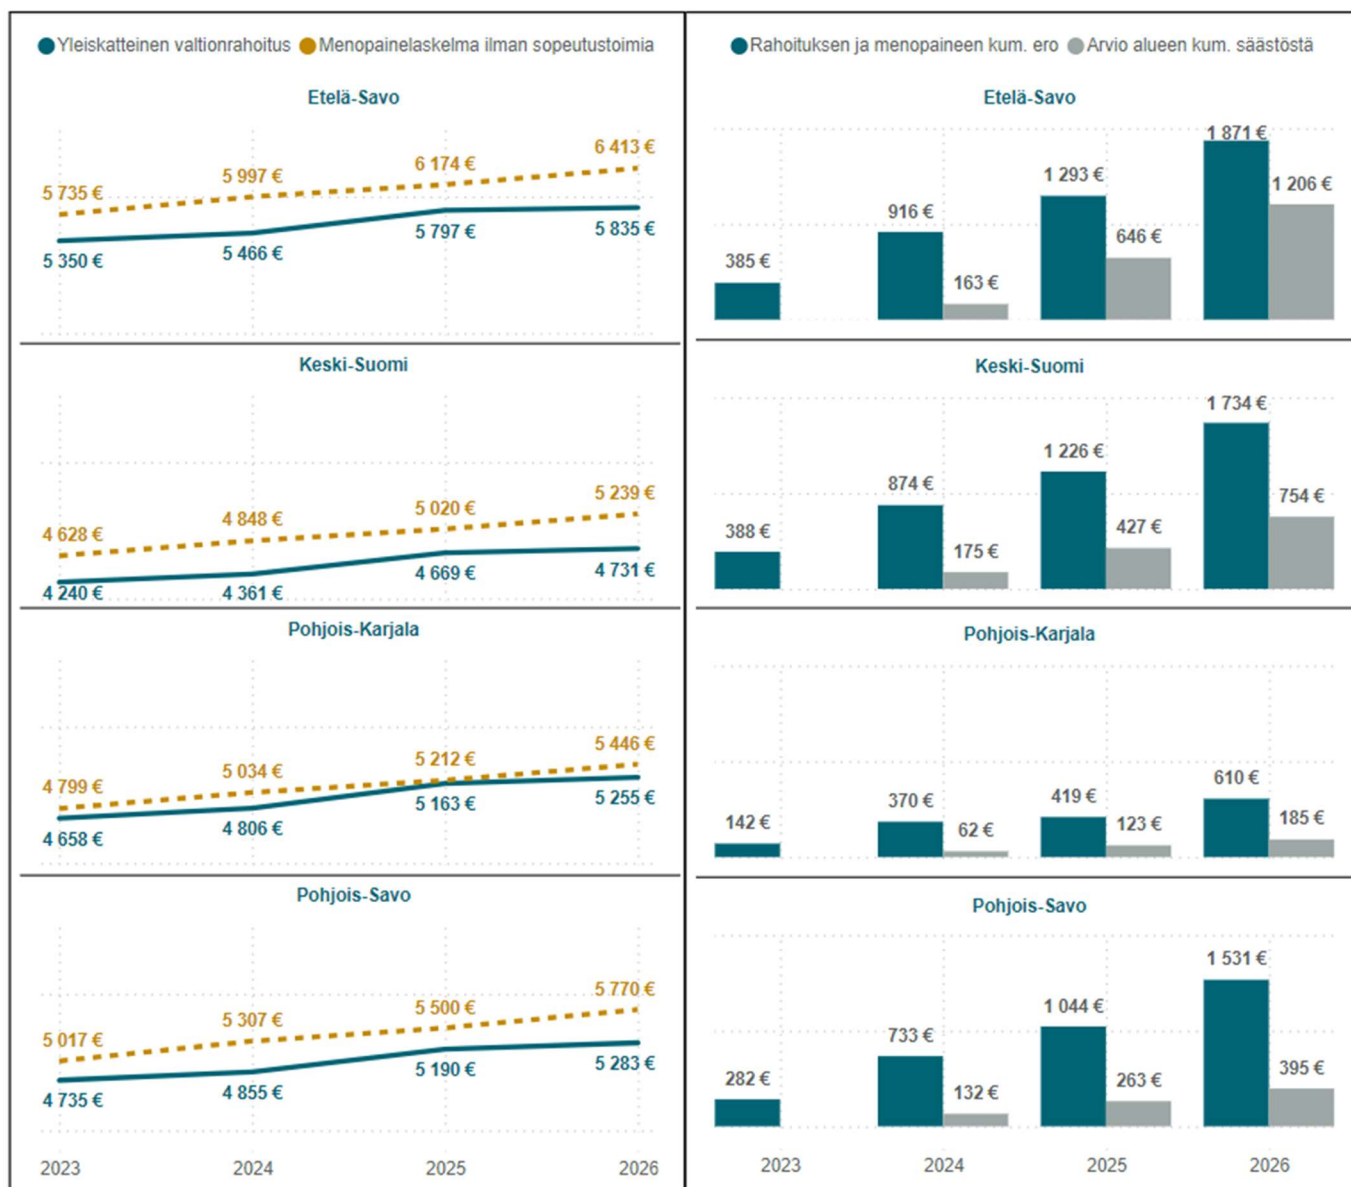 Yleiskatteinen valtionrahoitus Menopainelaskelma ilman sopeutustoimia
Etelä-Savo
5 735 € 5 997 € 6 174 € 6 413 €
5 350 € 5 466 € 5 797 € 5 835 €
Keski-Suomi
4 628 € 4 848 € 5 020 € 5 239 €
4 240 € 4 361 € 4 669 € 4 731 €
Pohjois-Karjala
4 799 € 5 034 € 5 212 € 5 446 €
4 658 € 4 806 € 5 163 € 5 255 €
Pohjois-Savo
5 017 € 5 307 € 5 500 € 5 770 €
4 735 € 4 855 € 5 190 € 5 283 €
2023 2024 2025 2026
Rahoituksen ja menopaineen kum. ero Arvio alueen kum. säästöstä
Etelä-Savo
385 € 916 € 163 € 1 293 € 646 € 1 871 € 1 206 €
Keski-Suomi
388 € 874 € 175 € 1 226 € 427 € 1 734 € 754 €
Pohjois-Karjala
142 € 370 € 62 € 419 € 123 € 610 € 185 €
Pohjois-Savo
282 € 733 € 132 € 1 044 € 263 € 1 531 € 395 €
2023 2024 2025 2026